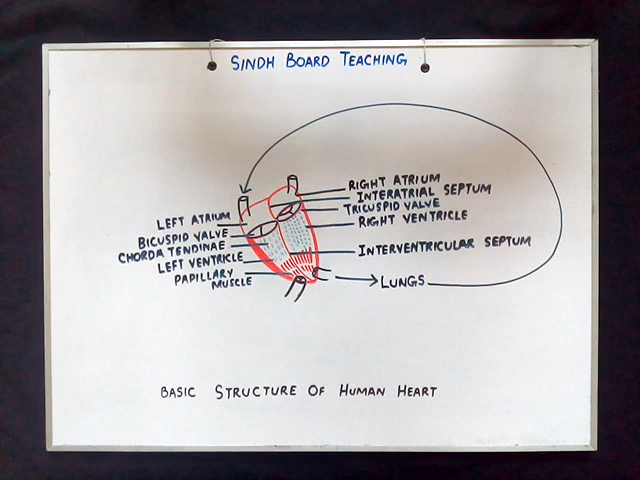 SINDH BOARD TEACHING
RIGHT ATRIUM
INTERATRIAL SEPTUM
TRICUSPID VALVE
RIGHT VENTRICLE
INTERVENTRICULAR SEPTUM
LUNGS
LEFT ATRIUM
BICUSPID VALVE
CHORDA TENDINAE
LEFT VENTRICLE
PAPILLARY
MUSCLE
BASIC STRUCTURE OF HUMAN HEART